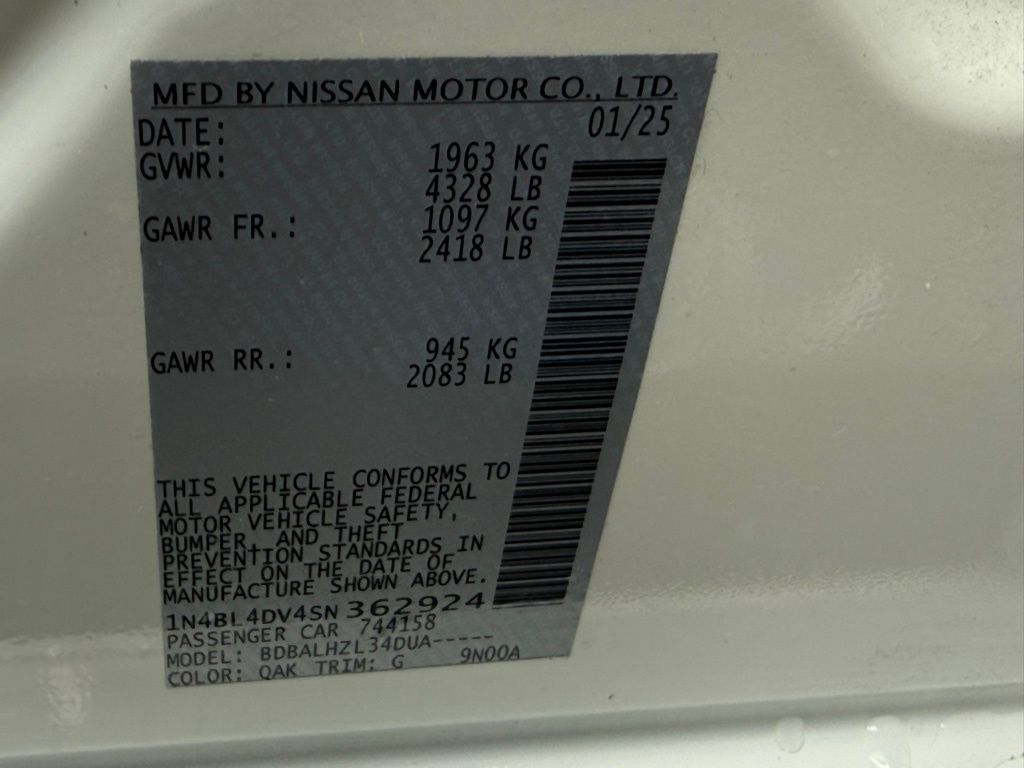 MFD BY NISSAN MOTOR CO., LTD.
DATE: 01/25
GVWR: 1963 KG
4328 LB
GAWR FR.: 1097 KG
2418 LB
GAWR RR.: 945 KG
2083 LB
THIS VEHICLE CONFORMS TO
ALL APPLICABLE FEDERAL
MOTOR VEHICLE SAFETY,
BUMPER, AND THEFT
PREVENTION STANDARDS IN
EFFECT ON THE DATE OF
MANUFACTURE SHOWN ABOVE.
1N4BL4DV4SN362924
PASSENGER CAR 744158
MODEL: BDBALHZL34DUA-----
COLOR: QAK TRIM: G 9N00A